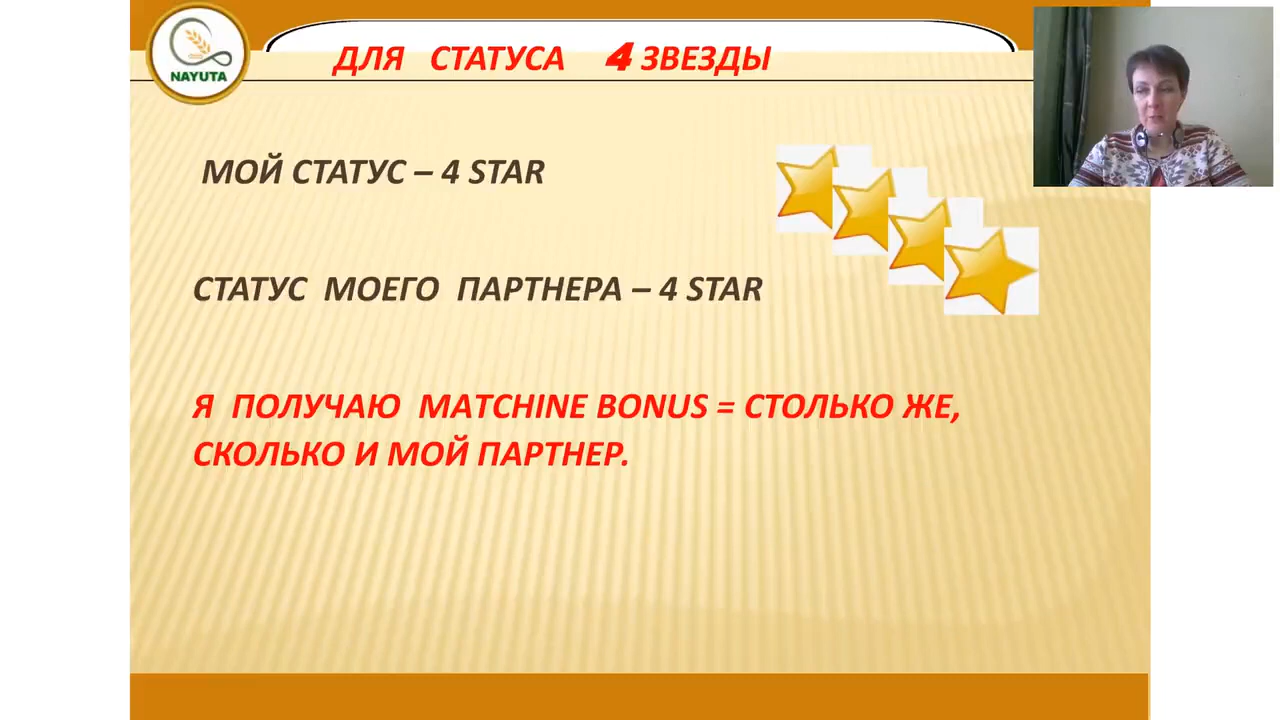 NAYUTA
ДЛЯ СТАТУСА 4 ЗВЕЗДЫ
МОЙ СТАТУС – 4 STAR
СТАТУС МОЕГО ПАРТНЕРА – 4 STAR
Я ПОЛУЧАЮ MATCHINE BONUS = СТОЛЬКО ЖЕ,
СКОЛЬКО И МОЙ ПАРТНЕР.